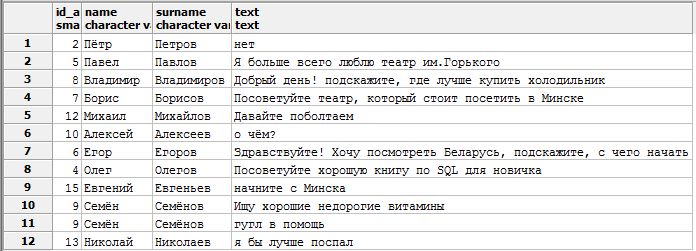 id_a name surname text
sma character va character var text
1 2 Пётр Петров нет
2 5 Павел Павлов Я больше всего люблю театр им.Горького
3 8 Владимир Владимиров Добрый день! подскажите, где лучше купить холодильник
4 7 Борис Борисов Посоветуйте театр, который стоит посетить в Минске
5 12 Михаил Михайлов Давайте поболтаем
6 10 Алексей Алексеев о чём?
7 6 Егор Егоров Здравствуйте! Хочу посмотреть Беларусь, подскажите, с чего начать
8 4 Олег Олегов Посоветуйте хорошую книгу по SQL для новичка
9 15 Евгений Евгеньев начните с Минска
10 9 Семён Семёнов Ищу хорошие недорогие витамины
11 9 Семён Семёнов гугл в помощь
12 13 Николай Николаев я бы лучше поспал